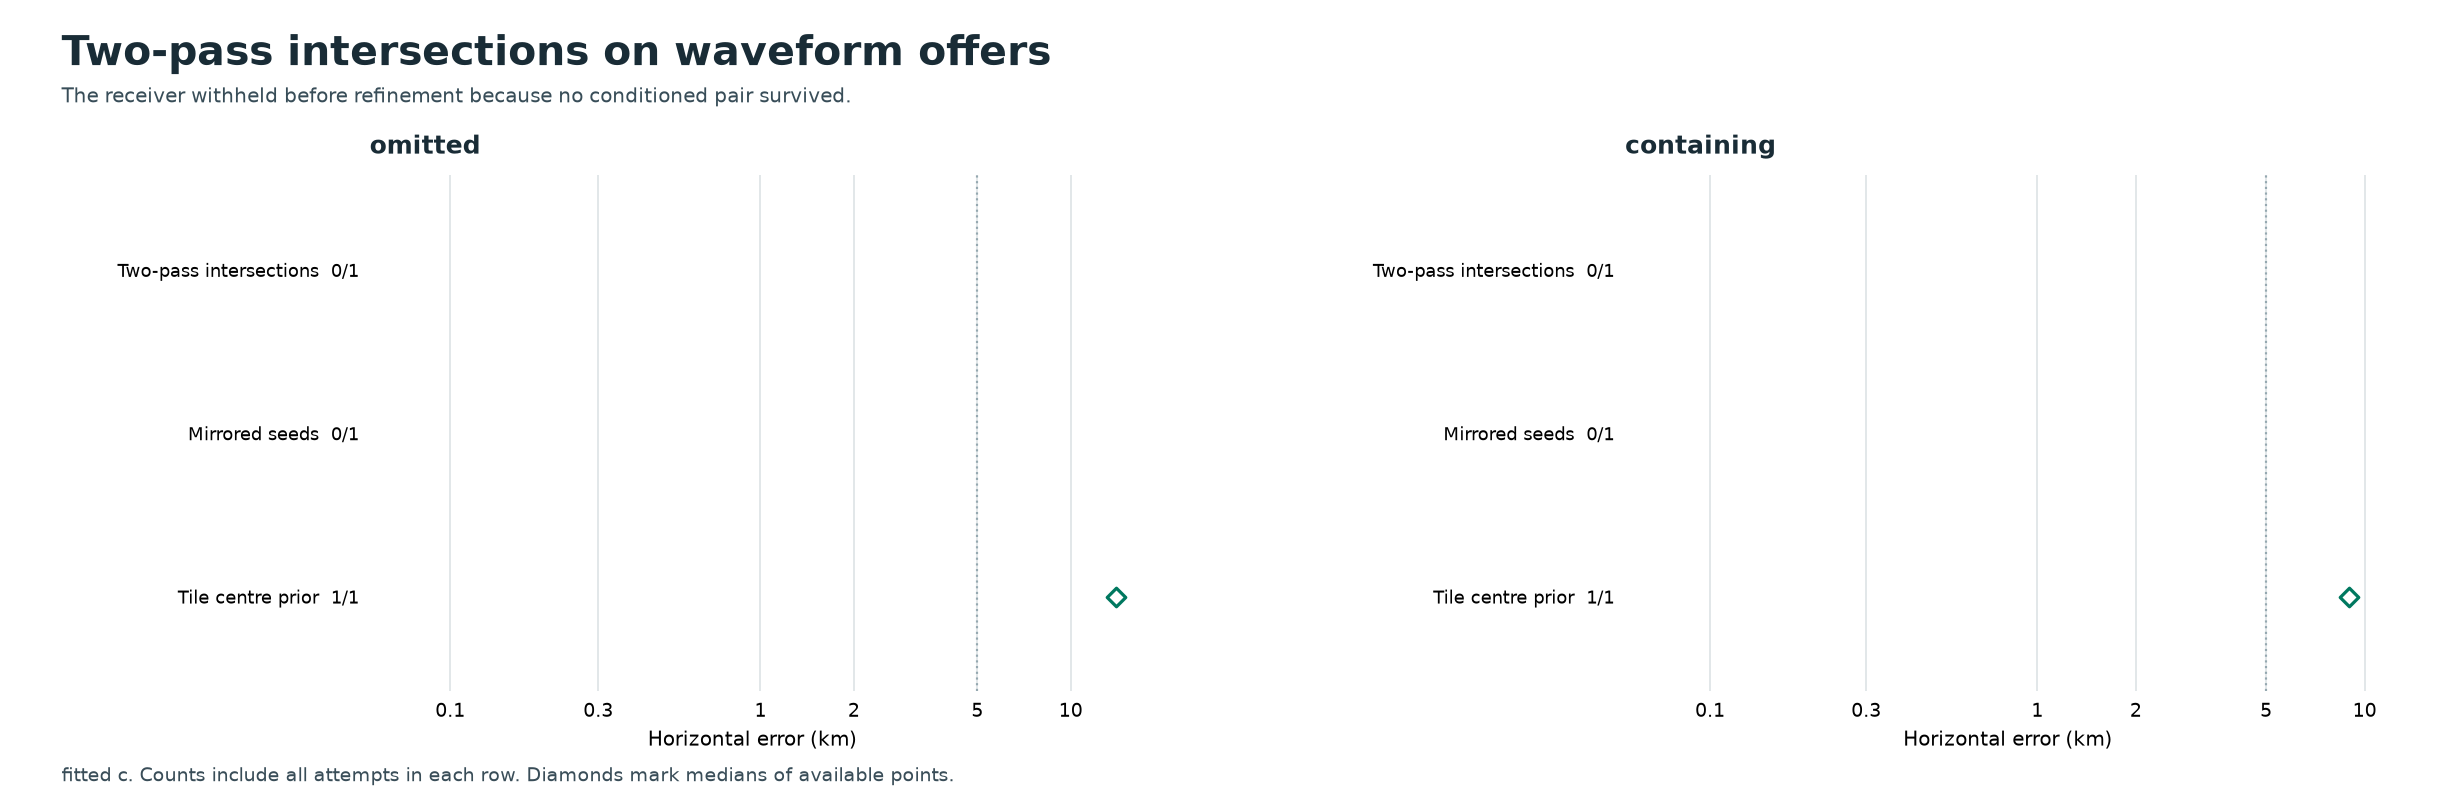 Two-pass intersections on waveform offers
The receiver withheld before refinement because no conditioned pair survived.
omitted
Two-pass intersections 0/1
Mirrored seeds 0/1
Tile centre prior 1/1
0.1 0.3 1 2 5 10
Horizontal error (km)
containing
Two-pass intersections 0/1
Mirrored seeds 0/1
Tile centre prior 1/1
0.1 0.3 1 2 5 10
Horizontal error (km)
fitted c. Counts include all attempts in each row. Diamonds mark medians of available points.